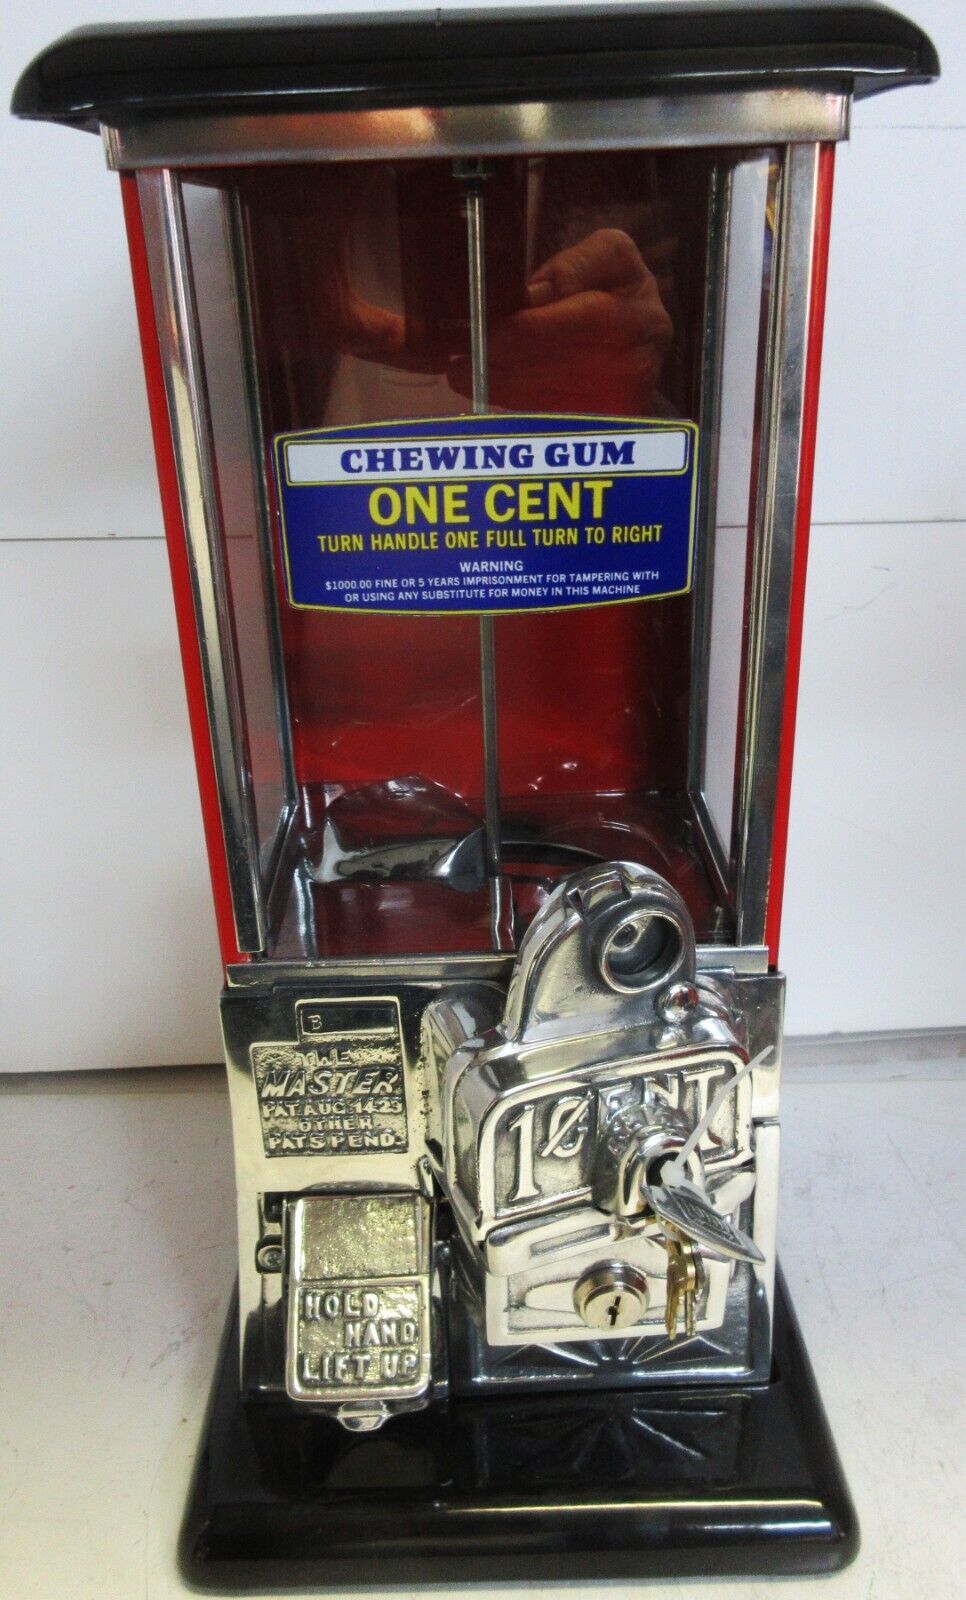 CHEWING GUM
ONE CENT
TURN HANDLE ONE FULL TURN TO RIGHT
WARNING
$1000.00 FINE OR 5 YEARS IMPRISONMENT FOR TAMPERING WITH
OR USING ANY SUBSTITUTE FOR MONEY IN THIS MACHINE
B
THE
MASTER
PAT. AUG. 14-23
OTHER
PATS PEND.
1¢ENT
HOLD
HAND
LIFT UP